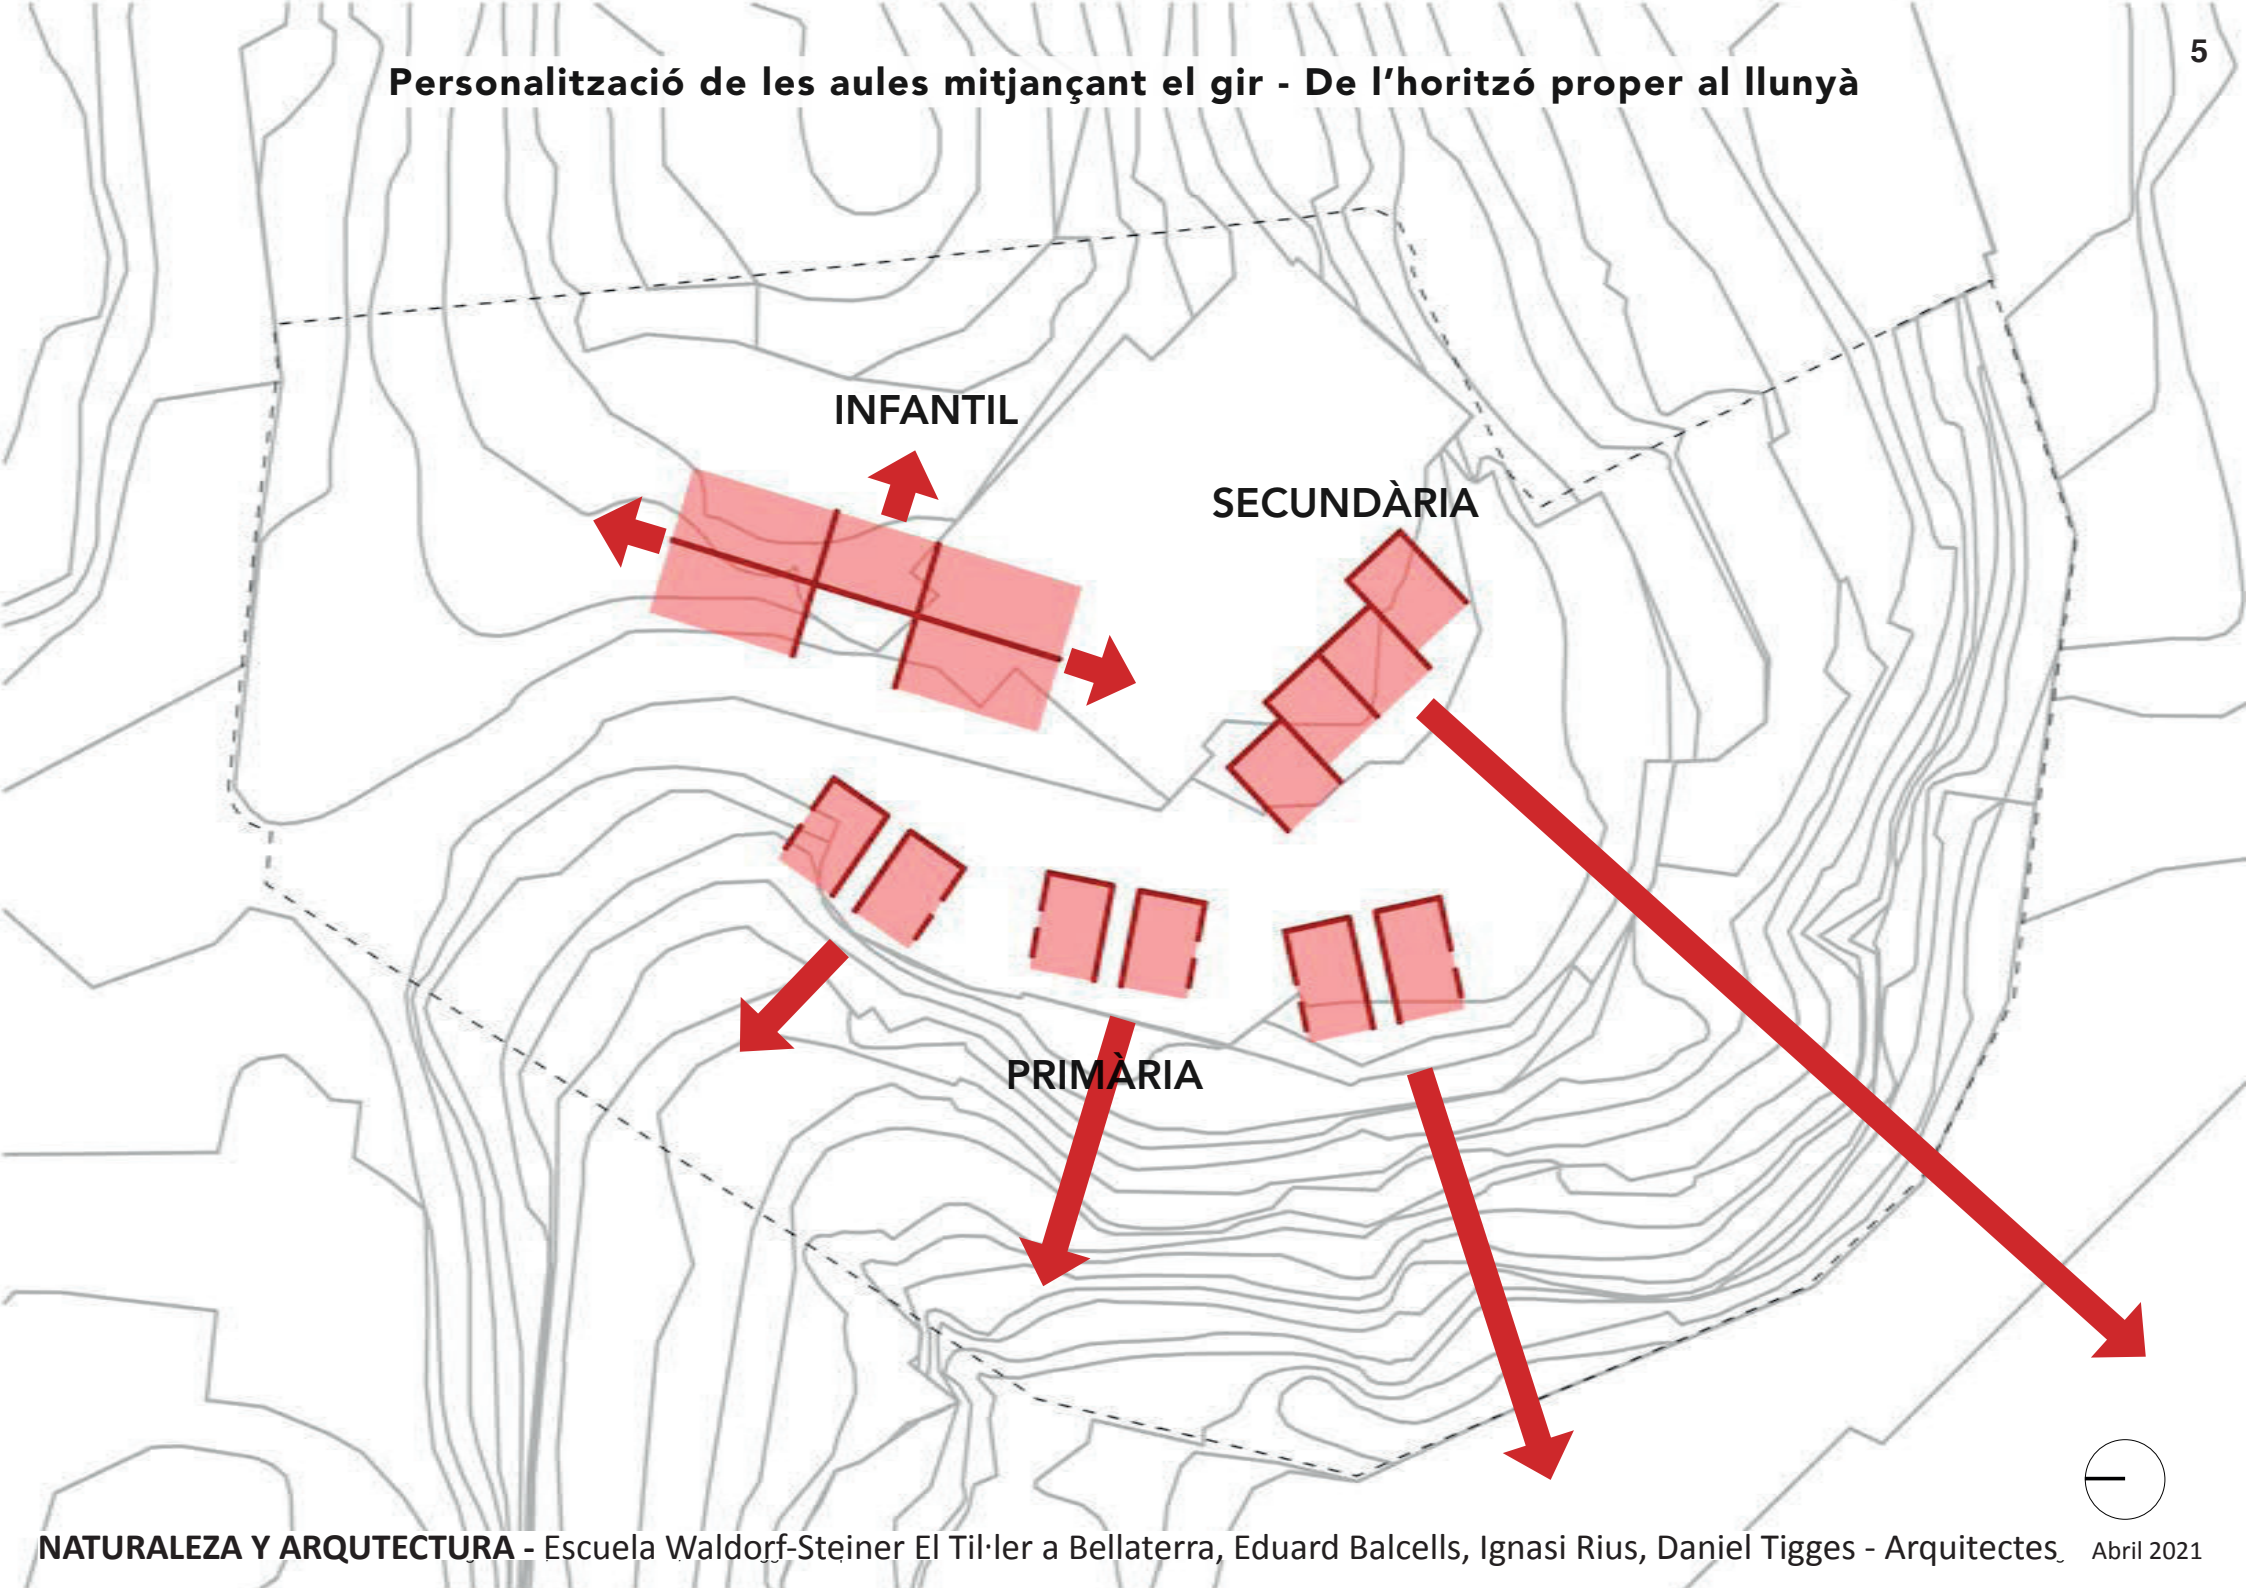 5
Personalització de les aules mitjançant el gir - De l'horitzó proper al llunyà
INFANTIL
SECUNDÀRIA
PRIMÀRIA
NATURALEZA Y ARQUTECTURA - Escuela Waldorf-Steiner El Til·ler a Bellaterra, Eduard Balcells, Ignasi Rius, Daniel Tigges - Arquitectes Abril 2021